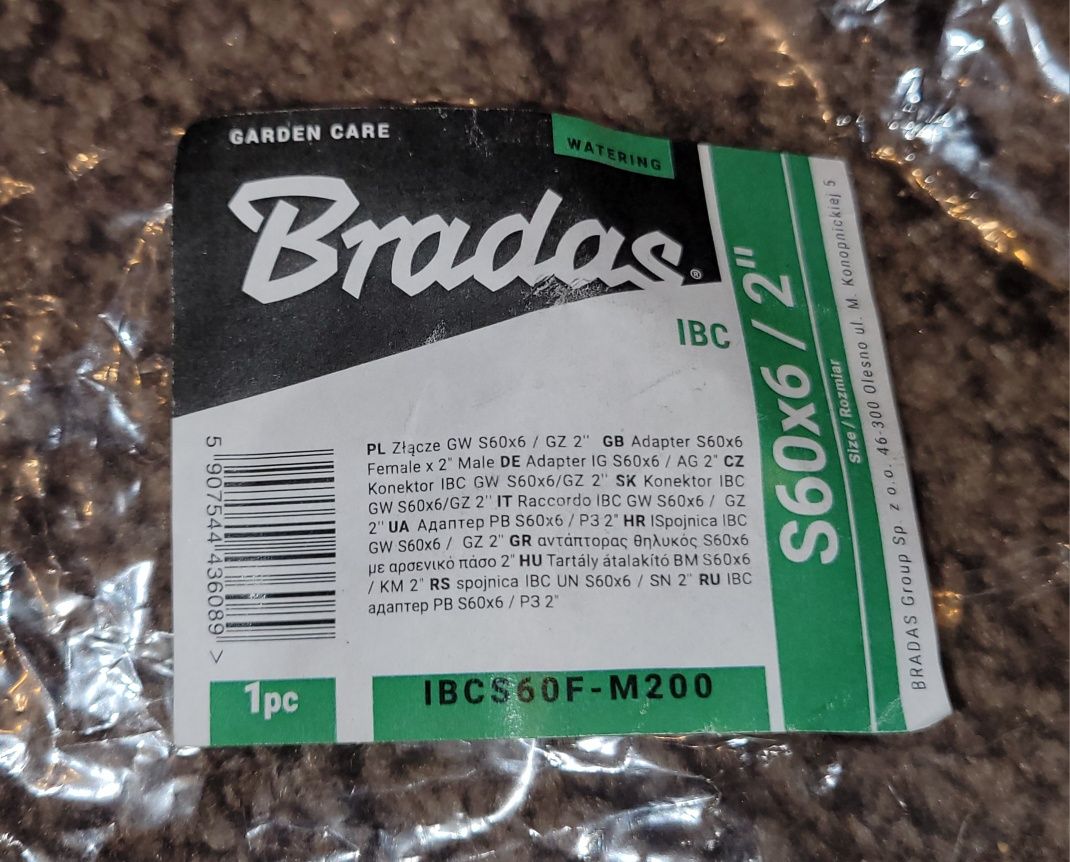 GARDEN CARE
WATERING
Bradas®
IBC
PL Złącze GW S60x6 / GZ 2" GB Adapter S60x6
Female x 2" Male DE Adapter IG S60x6 / AG 2" CZ
Konektor IBC GW S60x6/GZ 2" SK Konektor IBC
GW S60x6/GZ 2" IT Raccordo IBC GW S60x6 / GZ
2" UA Адаптер РВ S60x6 / РЗ 2" HR ISpojnica IBC
GW S60x6 / GZ 2" GR αντάπτορας θηλυκός S60x6
με αρσενικό πάσο 2" HU Tartály átalakító BM S60x6
/ KM 2" RS spojnica IBC UN S60x6 / SN 2" RU IBC
адаптер РВ S60x6 / РЗ 2"
5 907544 436089 >
1pc
IBCS60F-M200
S60x6 / 2"
Size / Rozmiar
BRADAS Group Sp. z o.o. 46-300 Olesno ul. M. Konopnickiej 5